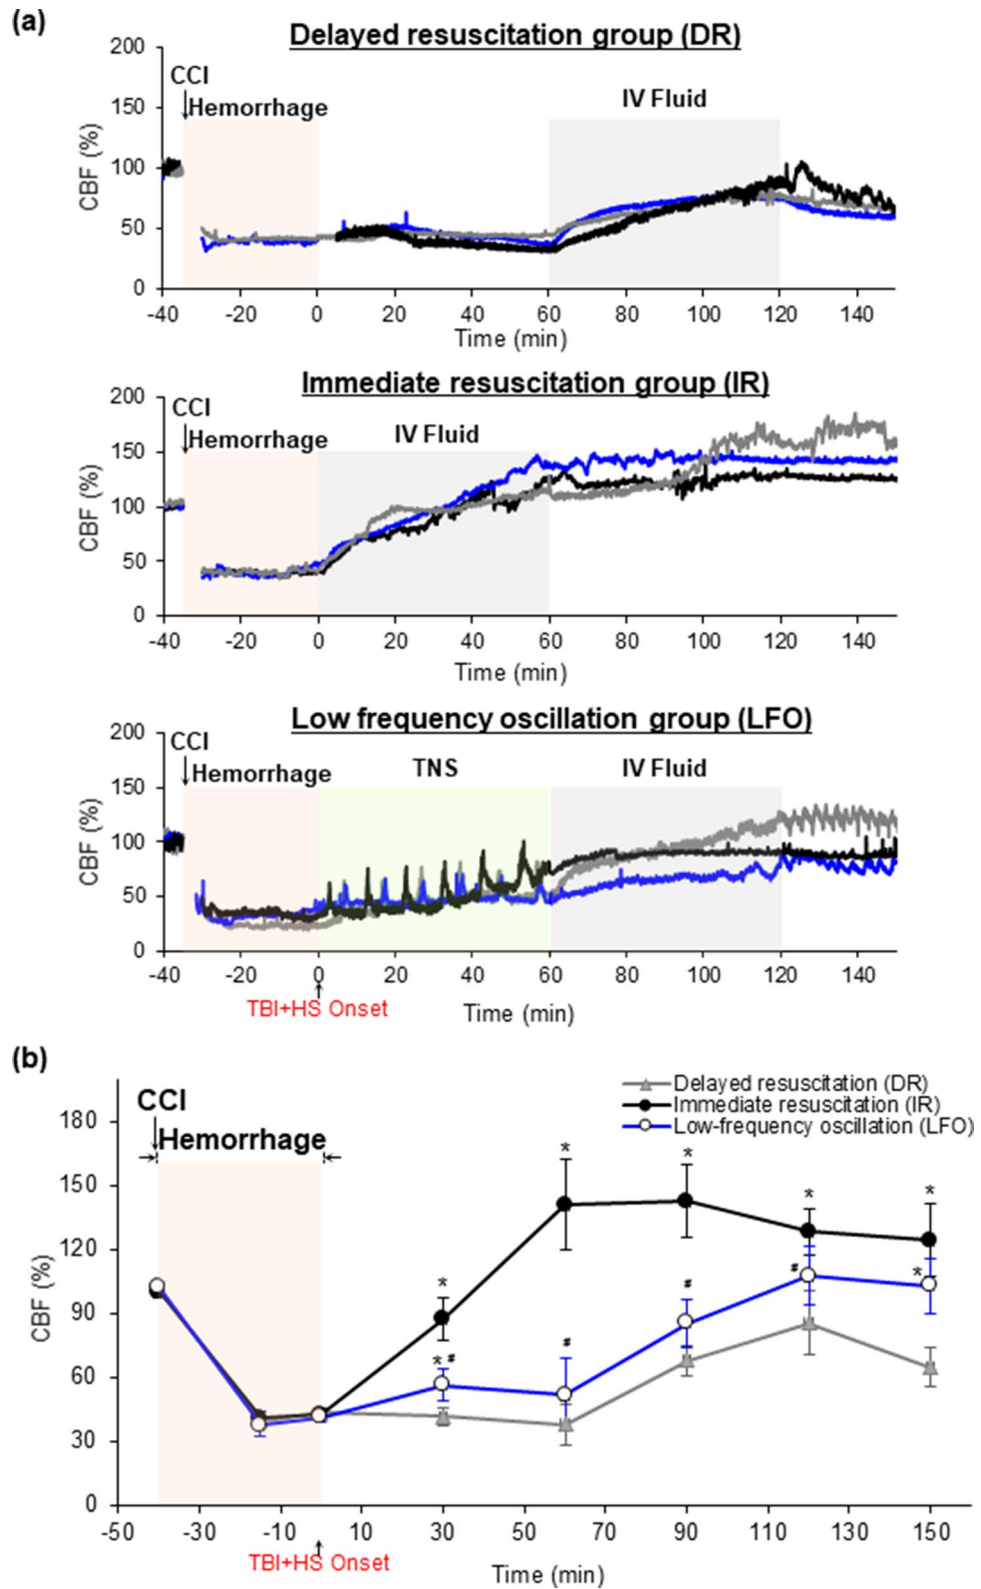 (a)
Delayed resuscitation group (DR)
200
CCI
150
Hemorrhage
IV Fluid
CBF (%)
100
50
0
-40 -20 0 20 40 60 80 100 120 140
Time (min)
Immediate resuscitation group (IR)
200
CCI
150
Hemorrhage
IV Fluid
CBF (%)
100
50
0
-40 -20 0 20 40 60 80 100 120 140
Time (min)
Low frequency oscillation group (LFO)
200
CCI
150
Hemorrhage
TNS
IV Fluid
CBF (%)
100
50
0
-40 -20 0 20 40 60 80 100 120 140
TBI+HS Onset
Time (min)
(b)
Delayed resuscitation (DR)
Immediate resuscitation (IR)
Low-frequency oscillation (LFO)
CCI
Hemorrhage
180
150
120
90
60
30
0
CBF (%)
* * * *
*
* #
#
#
#
*
-50 -30 -10 10 30 50 70 90 110 130 150
TBI+HS Onset
Time (min)